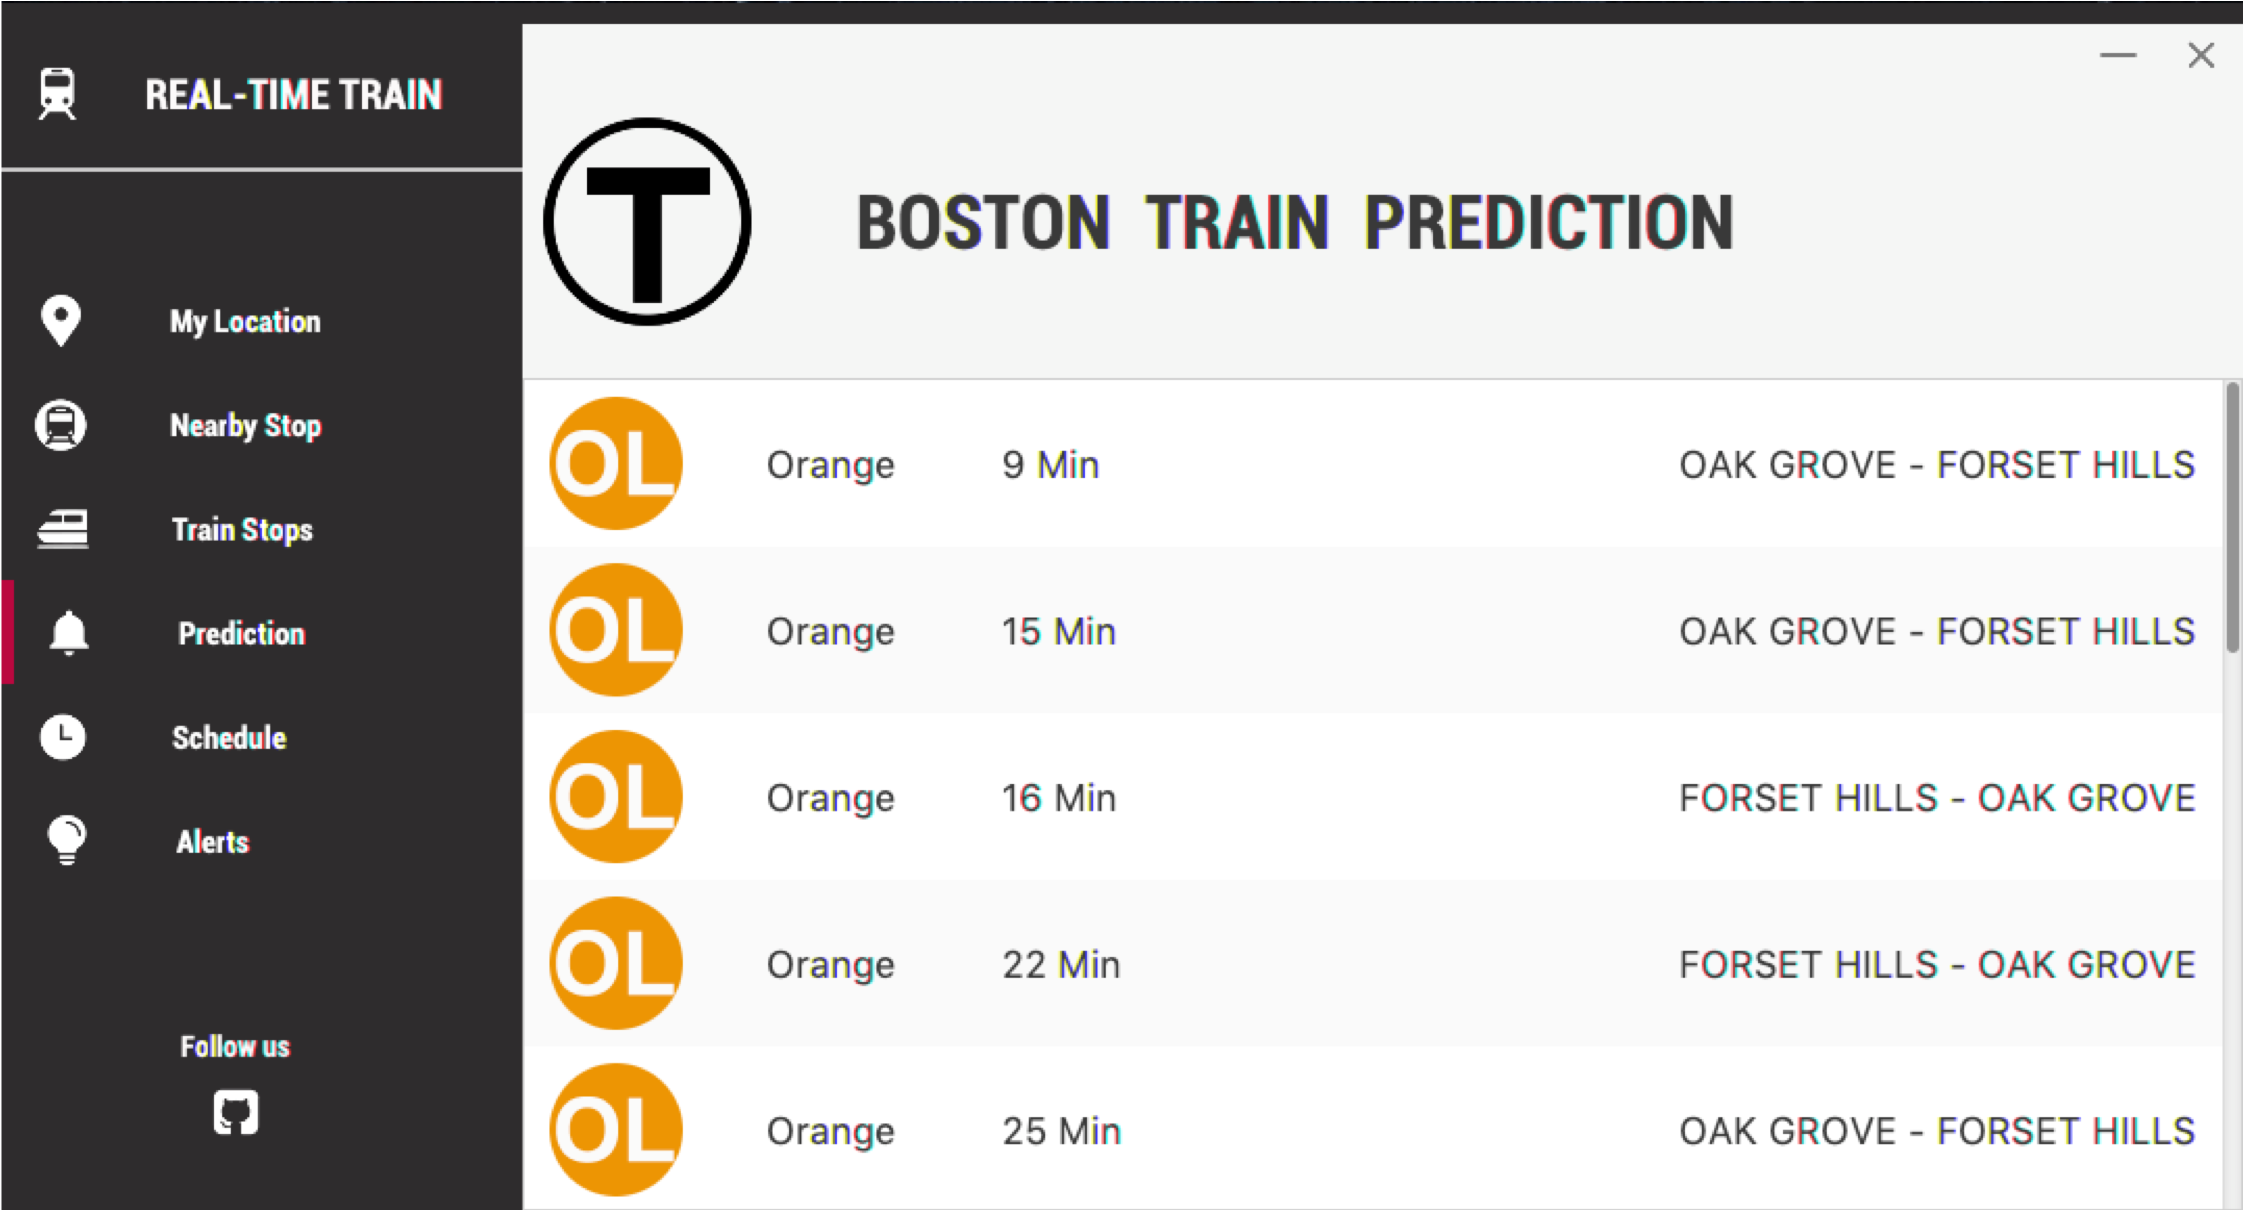 REAL-TIME TRAIN
My Location
Nearby Stop
Train Stops
Prediction
Schedule
Alerts
Follow us
T
BOSTON TRAIN PREDICTION
OL Orange 9 Min OAK GROVE - FORSET HILLS
OL Orange 15 Min OAK GROVE - FORSET HILLS
OL Orange 16 Min FORSET HILLS - OAK GROVE
OL Orange 22 Min FORSET HILLS - OAK GROVE
OL Orange 25 Min OAK GROVE - FORSET HILLS